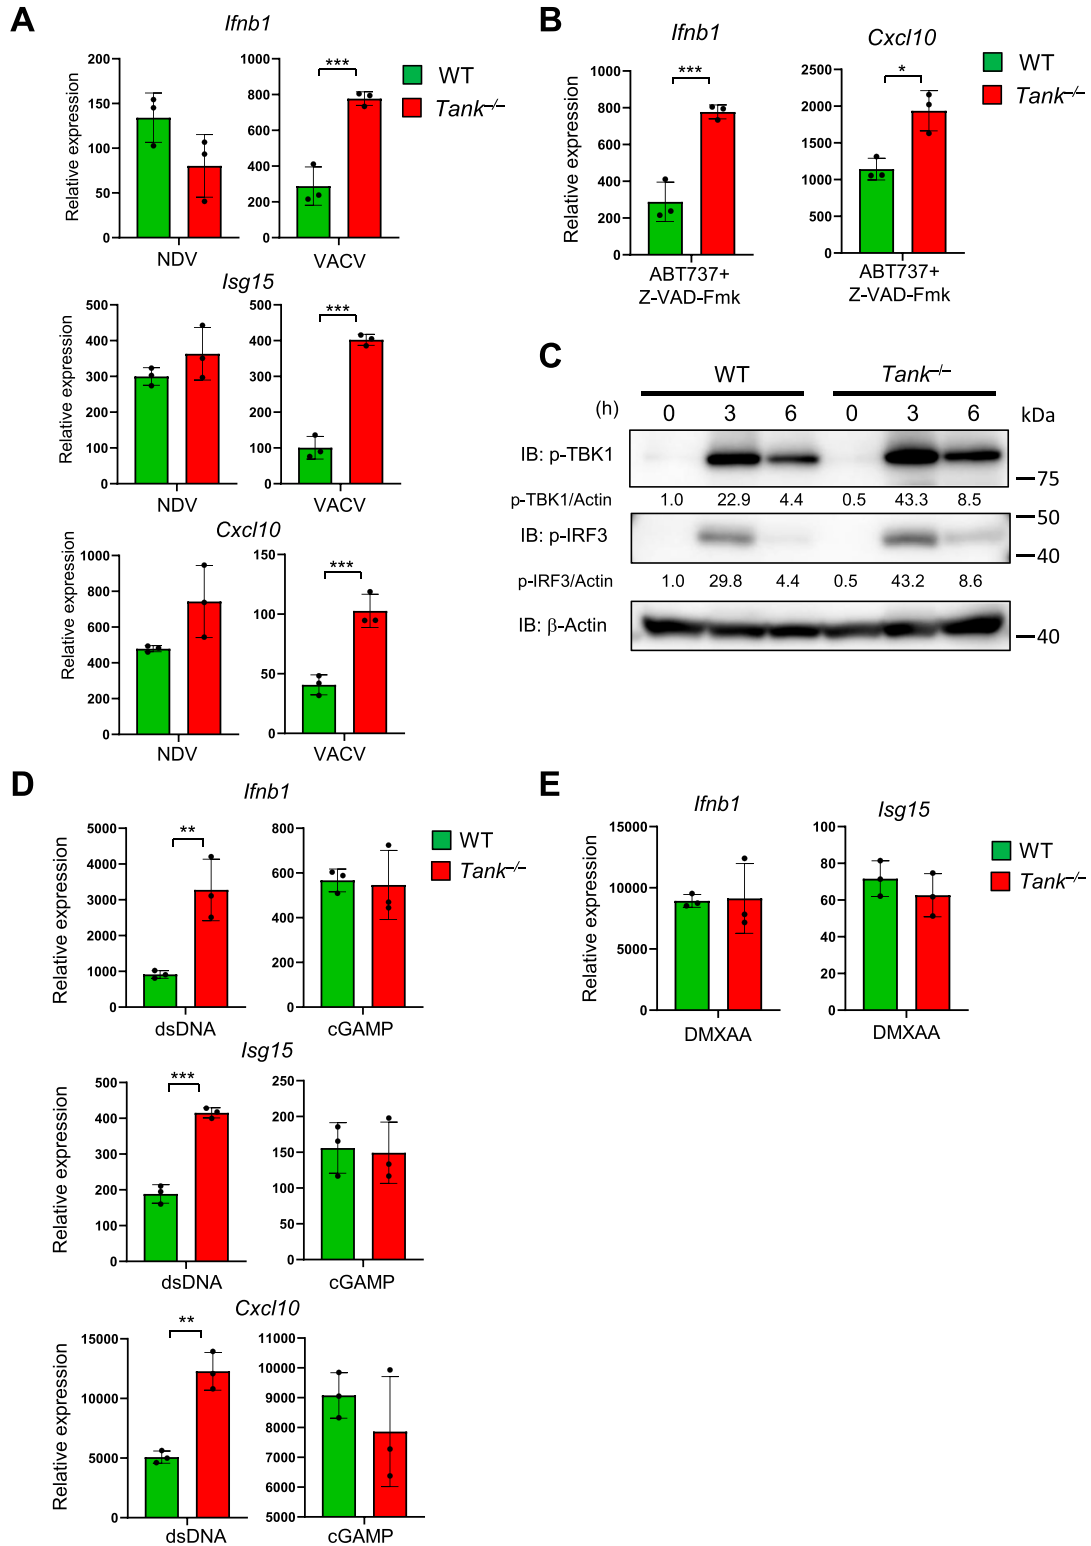 A
Ifnb1
Relative expression
200
150
100
50
0
NDV
1000
800
600
400
200
0
***
VACV
WT
Tank–/–
Isg15
Relative expression
500
400
300
200
100
0
NDV
500
400
300
200
100
0
***
VACV
Cxcl10
Relative expression
1000
800
600
400
200
0
NDV
150
100
50
0
***
VACV
B
Ifnb1
Relative expression
800
600
400
200
0
***
ABT737+
Z-VAD-Fmk
Cxcl10
2500
2000
1500
1000
500
0
*
ABT737+
Z-VAD-Fmk
WT
Tank–/–
C
WT Tank–/–
(h) 0 3 6 0 3 6 kDa
IB: p-TBK1
75
p-TBK1/Actin 1.0 22.9 4.4 0.5 43.3 8.5
50
IB: p-IRF3
40
p-IRF3/Actin 1.0 29.8 4.4 0.5 43.2 8.6
IB: β-Actin
40
D
Ifnb1
Relative expression
5000
4000
3000
2000
1000
0
**
dsDNA
800
600
400
200
0
cGAMP
WT
Tank–/–
Isg15
Relative expression
500
400
300
200
100
0
***
dsDNA
250
200
150
100
50
0
cGAMP
Cxcl10
Relative expression
15000
10000
5000
0
**
dsDNA
11000
10000
9000
8000
7000
6000
5000
cGAMP
E
Ifnb1
Relative expression
15000
10000
5000
0
DMXAA
Isg15
100
80
60
40
20
0
DMXAA
WT
Tank–/–